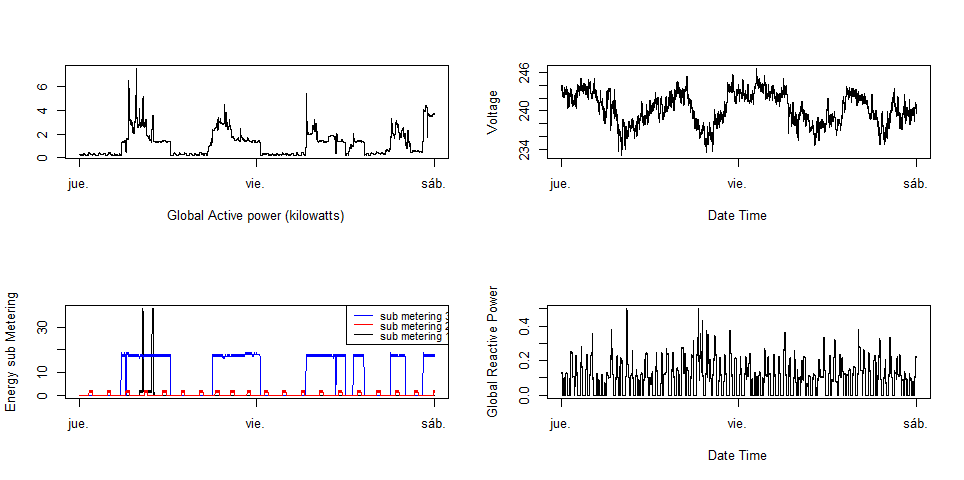 0
2
4
6
jue.
vie.
sáb.
Global Active power (kilowatts)
Voltage
234
240
246
jue.
vie.
sáb.
Date Time
Energy sub Metering
0
10
30
sub metering 3
sub metering 2
sub metering
jue.
vie.
sáb.
Global Reactive Power
0.0
0.2
0.4
jue.
vie.
sáb.
Date Time